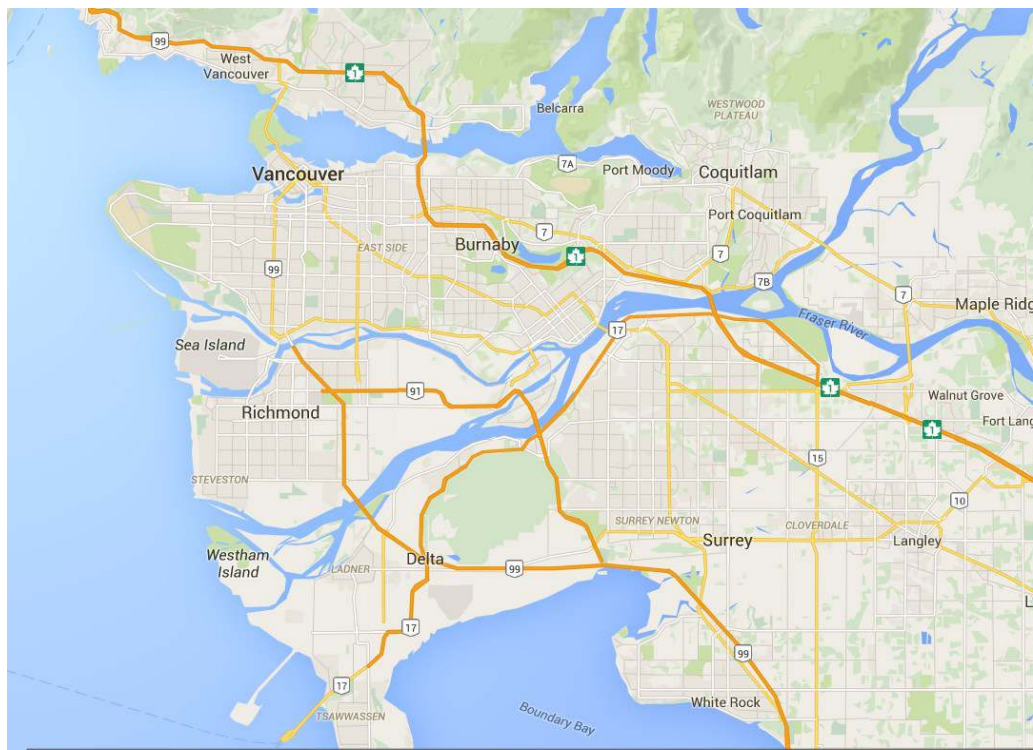 99
West
Vancouver
1
Belcarra
WESTWOOD
PLATEAU
7A
Port Moody
Coquitlam
Vancouver
Port Coquitlam
EAST SIDE
Burnaby
7
1
7
99
7B
7
Maple Ridg
Fraser River
17
Sea Island
91
1
Walnut Grove
Richmond
Fort Lang
1
15
STEVESTON
10
SURREY NEWTON
CLOVERDALE
Surrey
Langley
Westham
Island
Delta
LADNER
99
L
17
99
17
White Rock
TSAWWASSEN
Boundary Bay